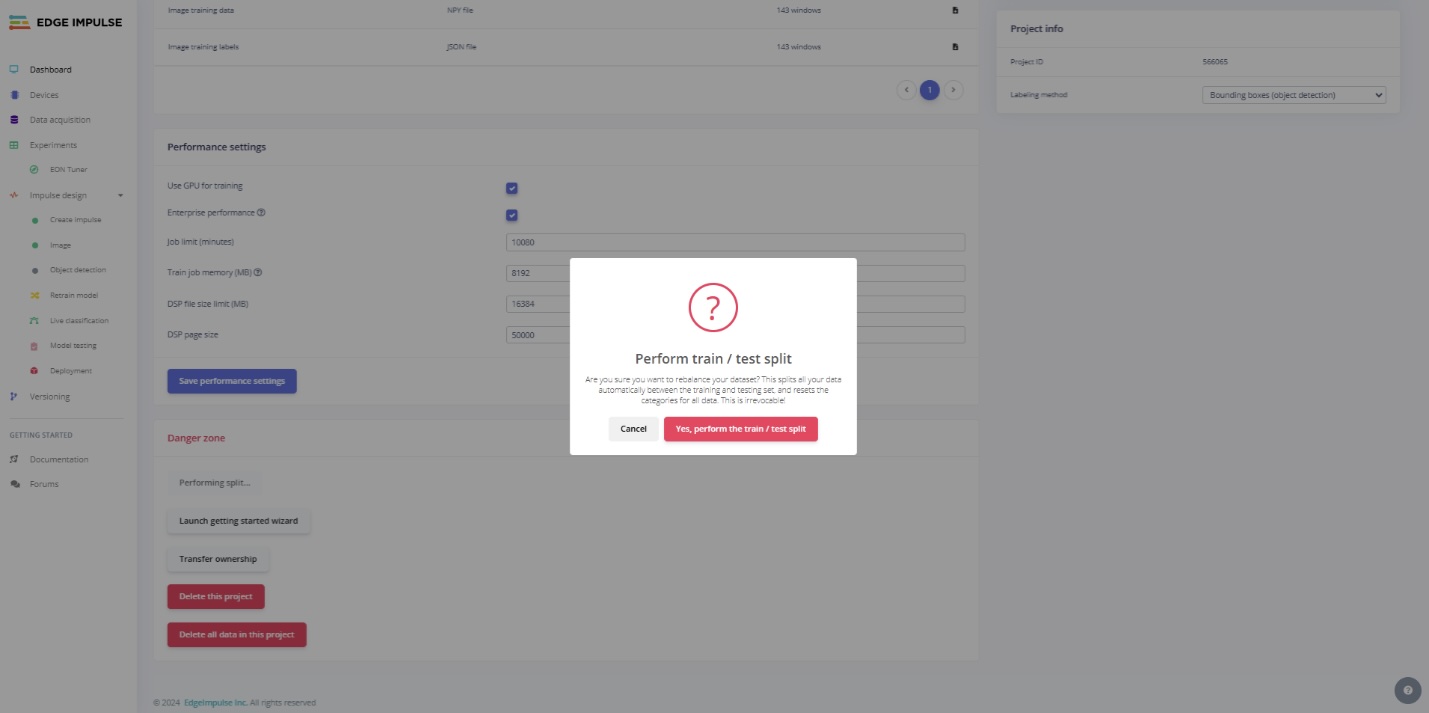 EDGE IMPULSE
Dashboard
Devices
Data acquisition
Experiments
EON Tuner
Impulse design
Create impulse
Image
Object detection
Retrain model
Live classification
Model testing
Deployment
Versioning
GETTING STARTED
Documentation
Forums
Image training data NPY file 143 windows
Image training labels JSON file 143 windows
1
Performance settings
Use GPU for training
Enterprise performance
Job limit (minutes) 10080
Train job memory (MB) 8192
DSP file size limit (MB) 16384
DSP page size 50000
Save performance settings
Danger zone
Performing split...
Launch getting started wizard
Transfer ownership
Delete this project
Delete all data in this project
© 2024 EdgeImpulse Inc. All rights reserved
Project info
Project ID 566065
Labeling method Bounding boxes (object detection)
?
Perform train / test split
Are you sure you want to rebalance your dataset? This splits all your data
automatically between the training and testing set, and resets the
categories for all data. This is irrevocable!
Cancel Yes, perform the train / test split